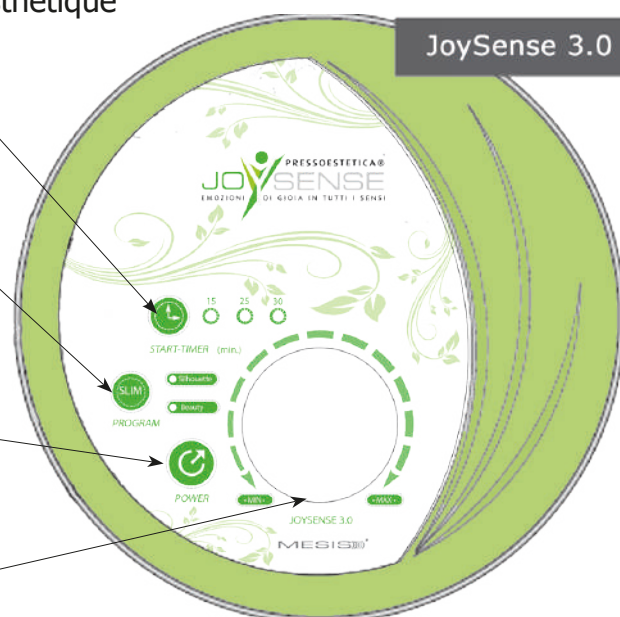 sthétique
JoySense 3.0
PRESSOESTETICA®
JOYSENSE
EMOZIONI DI GIOIA IN TUTTI I SENSI
15 25 30
START-TIMER (min.)
Silhouette
SLIM
Beauty
PROGRAM
POWER
•MIN• •MAX•
JOYSENSE 3.0
MESIS